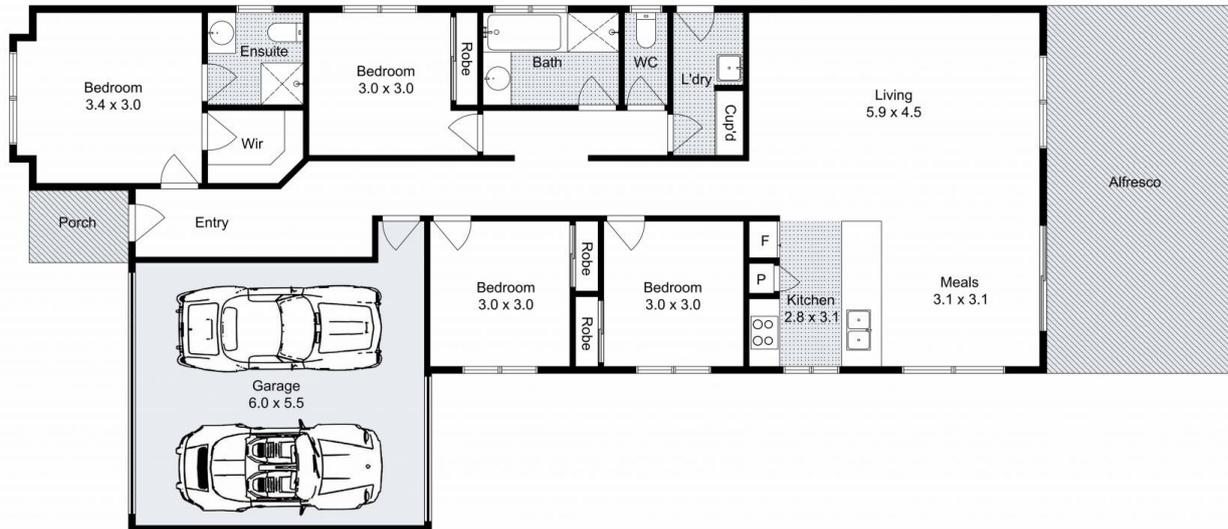 Bedroom
3.4 x 3.0
Ensuite
Wir
Bedroom
3.0 x 3.0
Robe
Bath
WC
L'dry
Cup'd
Living
5.9 x 4.5
Alfresco
Porch
Entry
Bedroom
3.0 x 3.0
Robe
Robe
Bedroom
3.0 x 3.0
F
P
Kitchen
2.8 x 3.1
Meals
3.1 x 3.1
Garage
6.0 x 5.5